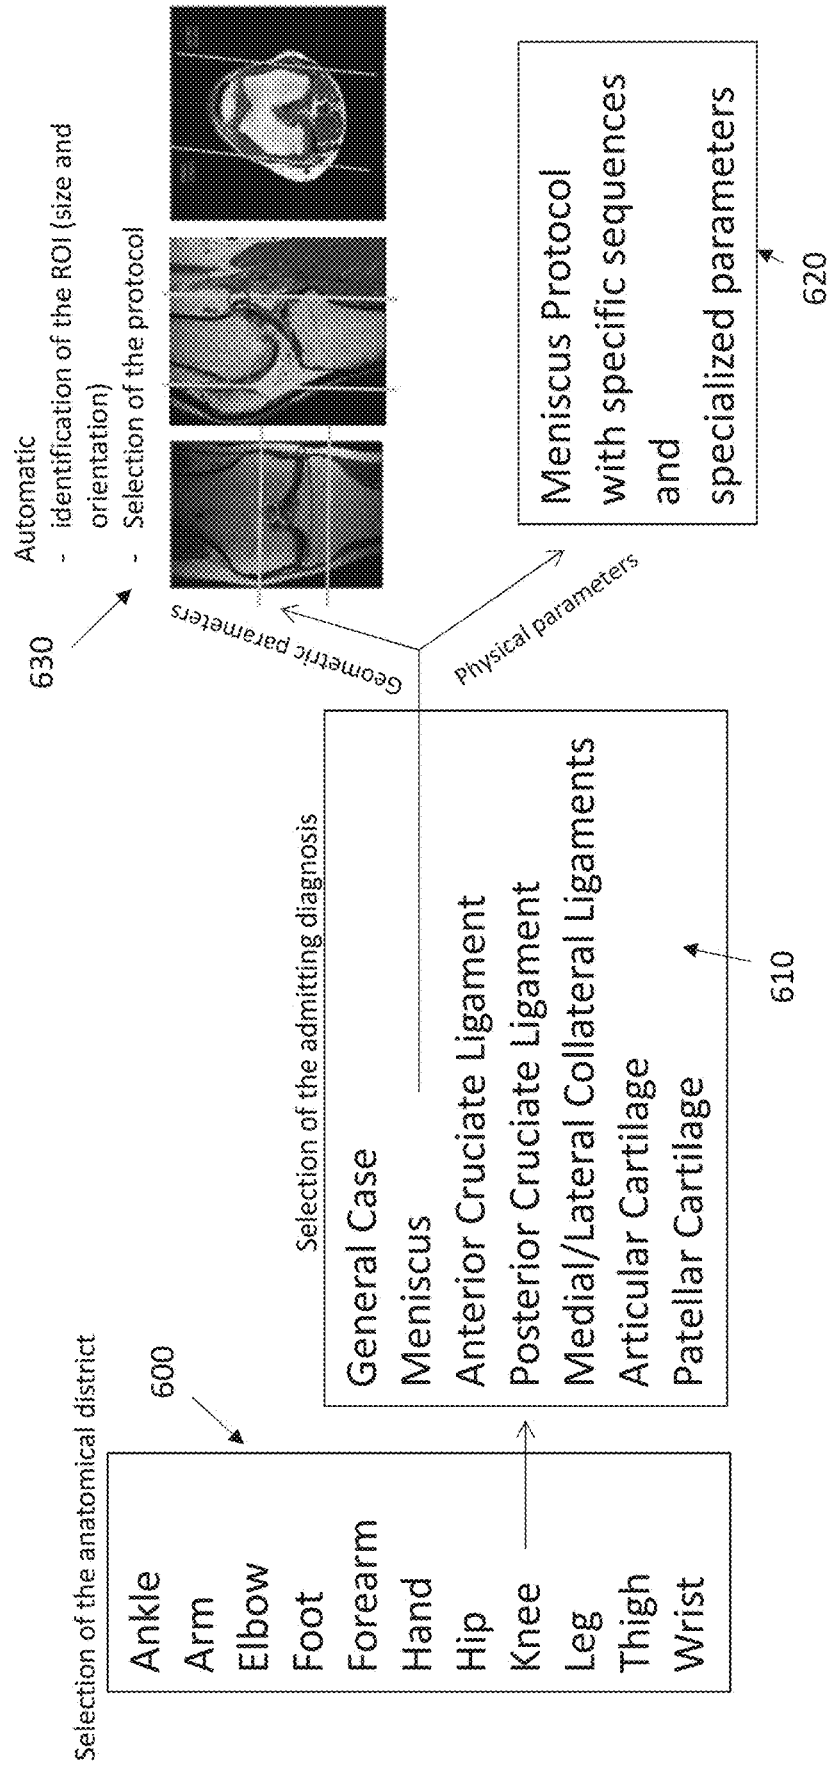 Selection of the anatomical district
600
Ankle
Arm
Elbow
Foot
Forearm
Hand
Hip
Knee
Leg
Thigh
Wrist
Selection of the admitting diagnosis
General Case
Meniscus
Anterior Cruciate Ligament
Posterior Cruciate Ligament
Medial/Lateral Collateral Ligaments
Articular Cartilage
Patellar Cartilage
610
630
Automatic
- identification of the ROI (size and
orientation)
- Selection of the protocol
Geometric parameters
Physical parameters
Meniscus Protocol
with specific sequences
and
specialized parameters
620